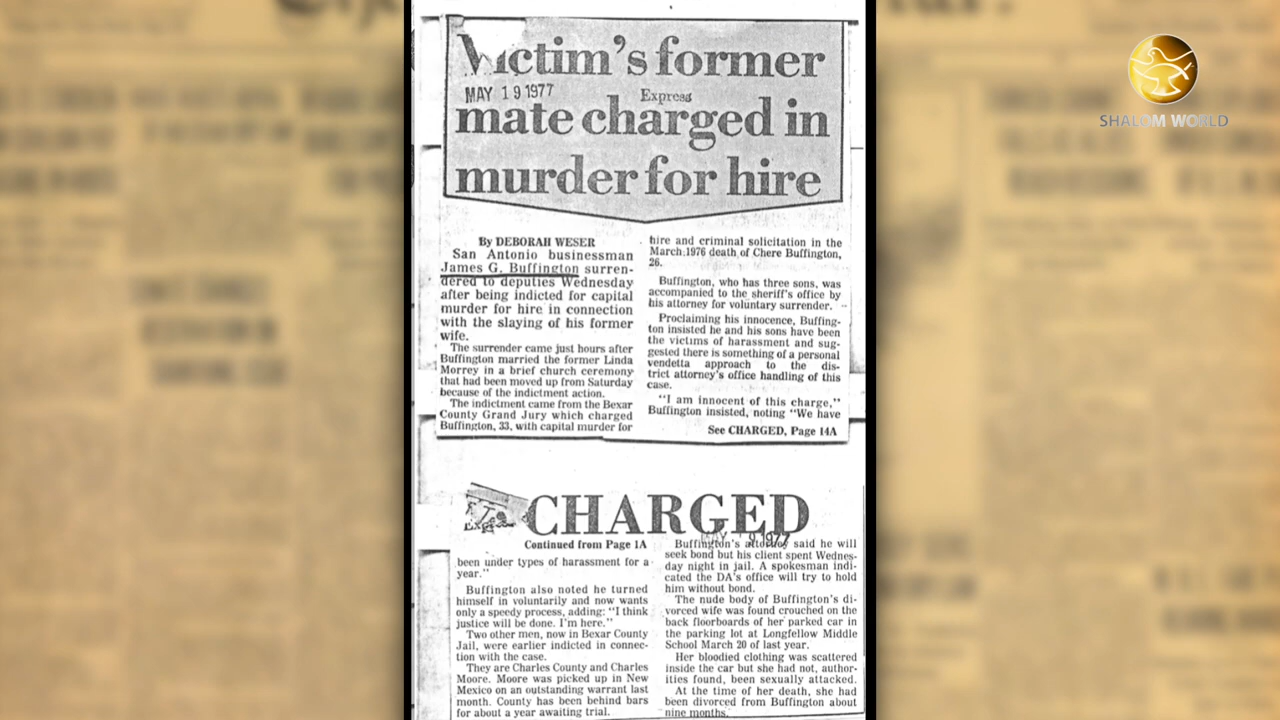 Victim's former
MAY 19 1977
Express
mate charged in
murder for hire
By DEBORAH WESER
San Antonio businessman
James G. Buffington surren-
dered to deputies Wednesday
after being indicted for capital
murder for hire in connection
with the slaying of his former
wife.
The surrender came just hours after
Buffington married the former Linda
Morrey in a brief church ceremony
that had been moved up from Saturday
because of the indictment action.
The indictment came from the Bexar
County Grand Jury which charged
Buffington, 33, with capital murder for
hire and criminal solicitation in the
March 1976 death of Chere Buffington,
26.
Buffington, who has three sons, was
accompanied to the sheriff's office by
his attorney for voluntary surrender.
Proclaiming his innocence, Buffing-
ton insisted he and his sons have been
the victims of harassment and sug-
gested there is something of a personal
vendetta approach to the dis-
trict attorney's office handling of this
case.
"I am innocent of this charge,"
Buffington insisted, noting "We have
See CHARGED, Page 14A
CHARGED
Continued from Page 1A
been under types of harassment for a
year."
Buffington also noted he turned
himself in voluntarily and now wants
only a speedy process, adding: "I think
justice will be done. I'm here."
Two other men, now in Bexar County
Jail, were earlier indicted in connec-
tion with the case.
They are Charles County and Charles
Moore. Moore was picked up in New
Mexico on an outstanding warrant last
month. County has been behind bars
for about a year awaiting trial.
MAY 19 1977
Buffington's attorney said he will
seek bond but his client spent Wednes-
day night in jail. A spokesman indi-
cated the DA's office will try to hold
him without bond.
The nude body of Buffington's di-
vorced wife was found crouched on the
back floorboards of her parked car in
the parking lot at Longfellow Middle
School March 20 of last year.
Her bloodied clothing was scattered
inside the car but she had not, author-
ities found, been sexually attacked.
At the time of her death, she had
been divorced from Buffington about
nine months.
SHALOM WORLD